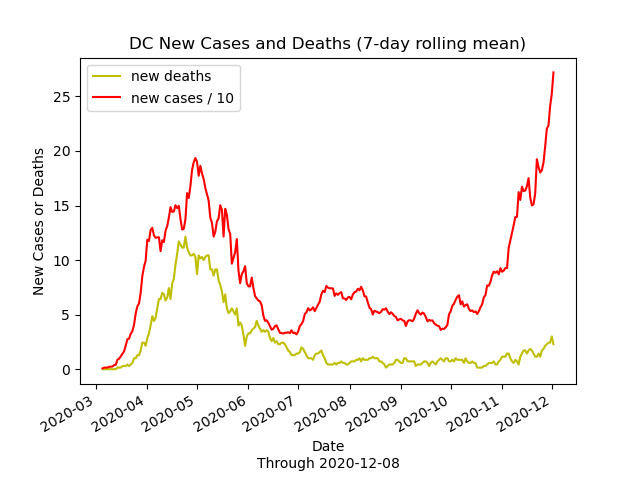 DC New Cases and Deaths (7-day rolling mean)
new deaths
new cases / 10
New Cases or Deaths
25
20
15
10
5
0
2020-03
2020-04
2020-05
2020-06
2020-07
2020-08
2020-09
2020-10
2020-11
2020-12
Date
Through 2020-12-08